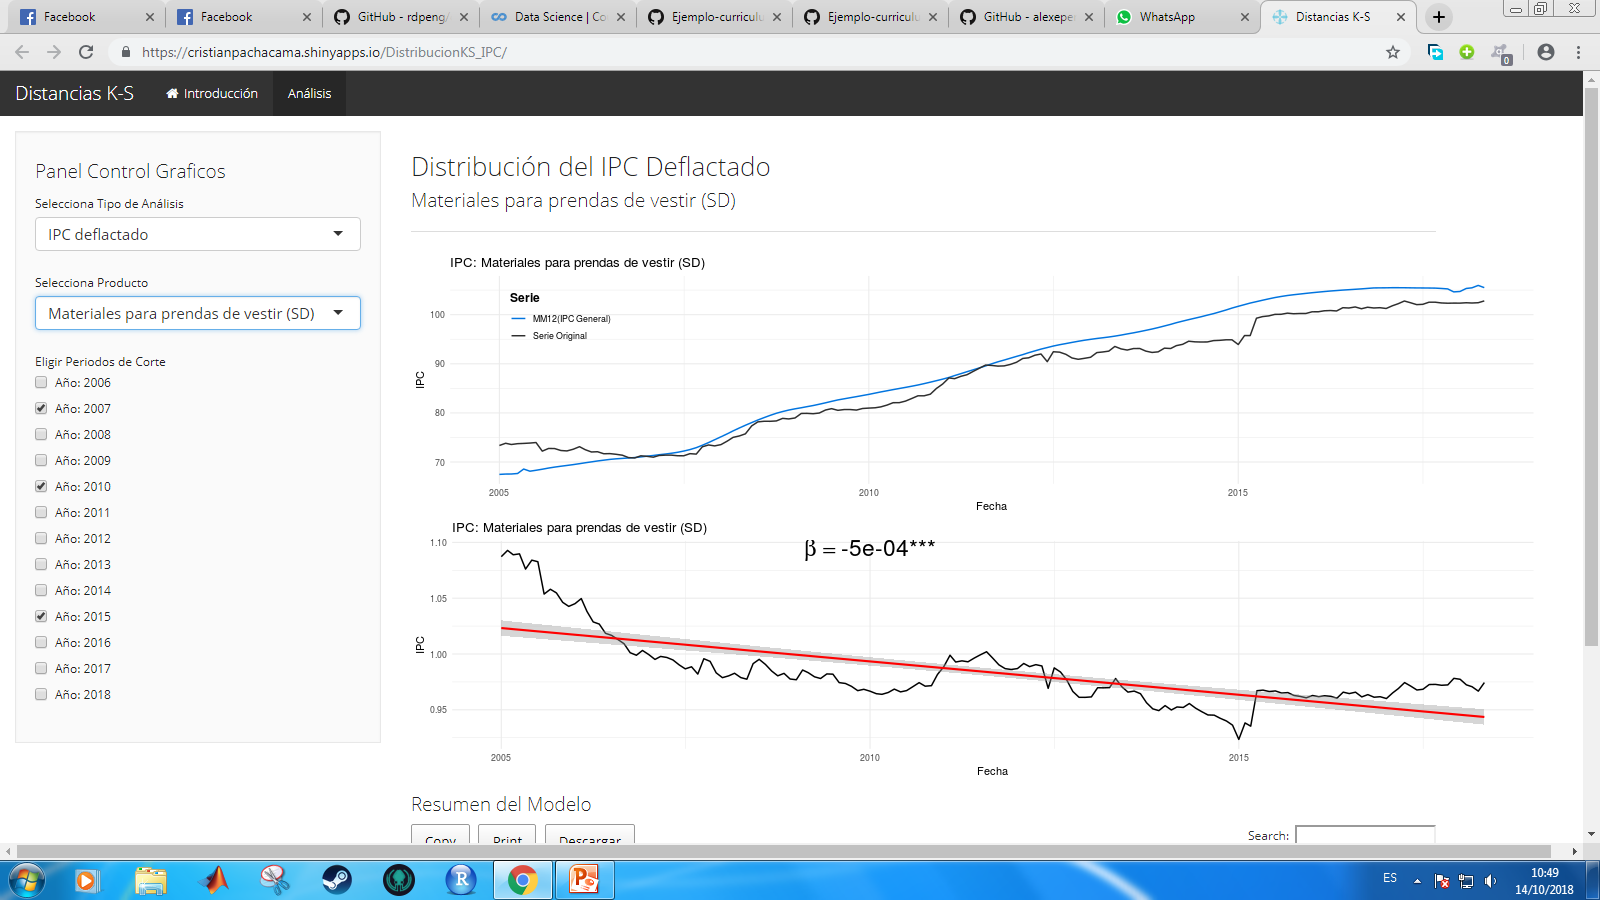 Facebook
Facebook
GitHub - rdpeng/
Data Science | Co
Ejemplo-curriculu
Ejemplo-curriculu
GitHub - alexepe
WhatsApp
Distancias K-S
https://cristianpachacama.shinyapps.io/DistribucionKS_IPC/
0
Distancias K-S
Introducción
Análisis
Panel Control Graficos
Selecciona Tipo de Análisis
IPC deflactado
Selecciona Producto
Materiales para prendas de vestir (SD)
Eligir Periodos de Corte
Año: 2006
Año: 2007
Año: 2008
Año: 2009
Año: 2010
Año: 2011
Año: 2012
Año: 2013
Año: 2014
Año: 2015
Año: 2016
Año: 2017
Año: 2018
Distribución del IPC Deflactado
Materiales para prendas de vestir (SD)
IPC: Materiales para prendas de vestir (SD)
Serie
MM12(IPC General)
Serie Original
100
90
80
70
IPC
2005
2010
2015
Fecha
IPC: Materiales para prendas de vestir (SD)
β = -5e-04***
1.10
1.05
1.00
0.95
IPC
2005
2010
2015
Fecha
Resumen del Modelo
Copy
Print
Descargar
Search:
ES
10:49
14/10/2018